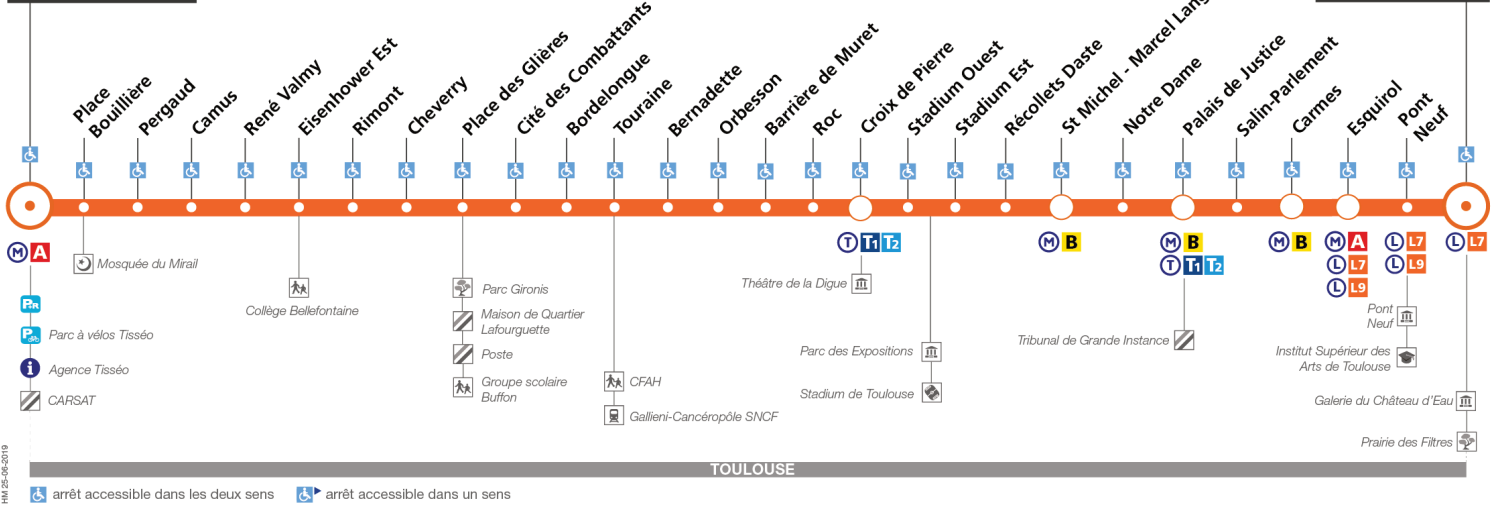 Place
Bouillière
Pergaud
Camus
René Valmy
Eisenhower Est
Rimont
Cheverry
Place des Glières
Cité des Combattants
Bordelongue
Touraine
Bernadette
Orbesson
Barrière de Muret
Roc
Croix de Pierre
Stadium Ouest
Stadium Est
Récollets Daste
St Michel - Marcel Lang
Notre Dame
Palais de Justice
Salin-Parlement
Carmes
Esquirol
Pont
Neuf
M A
T T1 T2
M B
M B
T T1 T2
M B
M A
L L7
L L9
L L7
L L9
L L7
Mosquée du Mirail
PR
P
Parc à vélos Tisséo
i Agence Tisséo
CARSAT
Collège Bellefontaine
Parc Gironis
Maison de Quartier
Lafourguette
Poste
Groupe scolaire
Buffon
CFAH
Gallieni-Cancéropôle SNCF
Théâtre de la Digue
Parc des Expositions
Stadium de Toulouse
Tribunal de Grande Instance
Pont
Neuf
Institut Supérieur des
Arts de Toulouse
Galerie du Château d'Eau
Prairie des Filtres
TOULOUSE
arrêt accessible dans les deux sens
arrêt accessible dans un sens
HM 25-06-2019